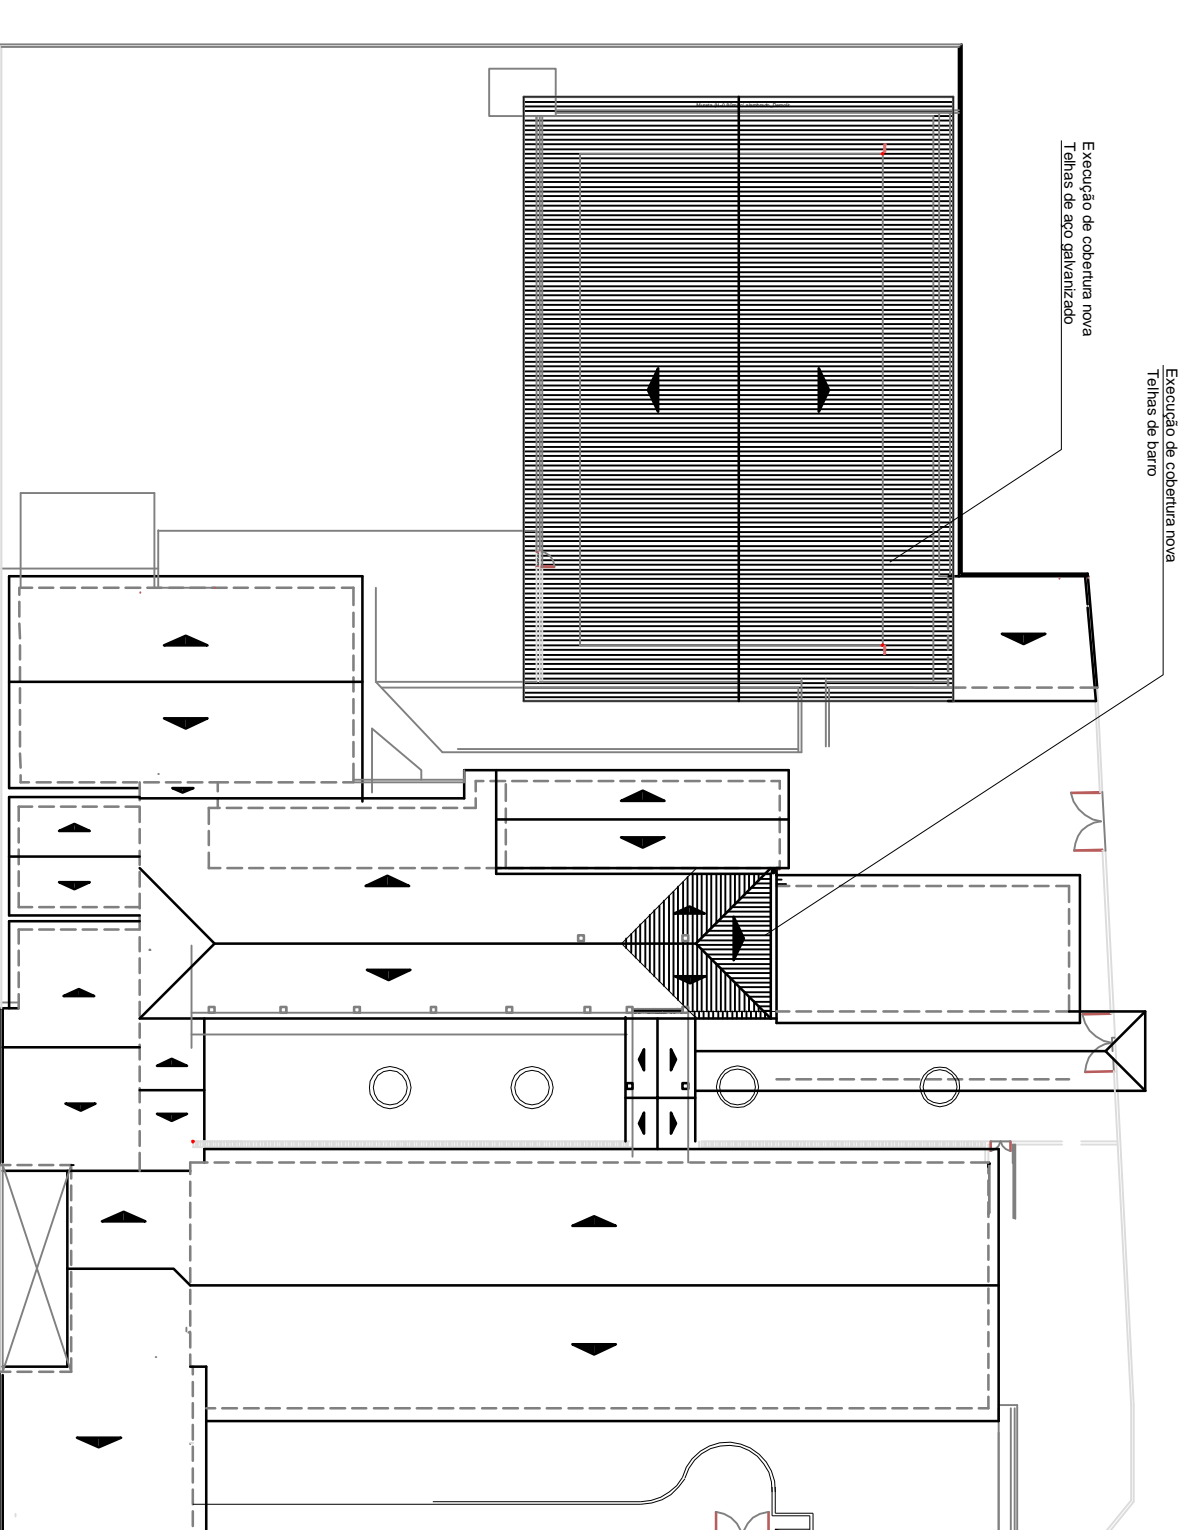 Execução de cobertura nova
Telhas de aço galvanizado
Execução de cobertura nova
Telhas de barro